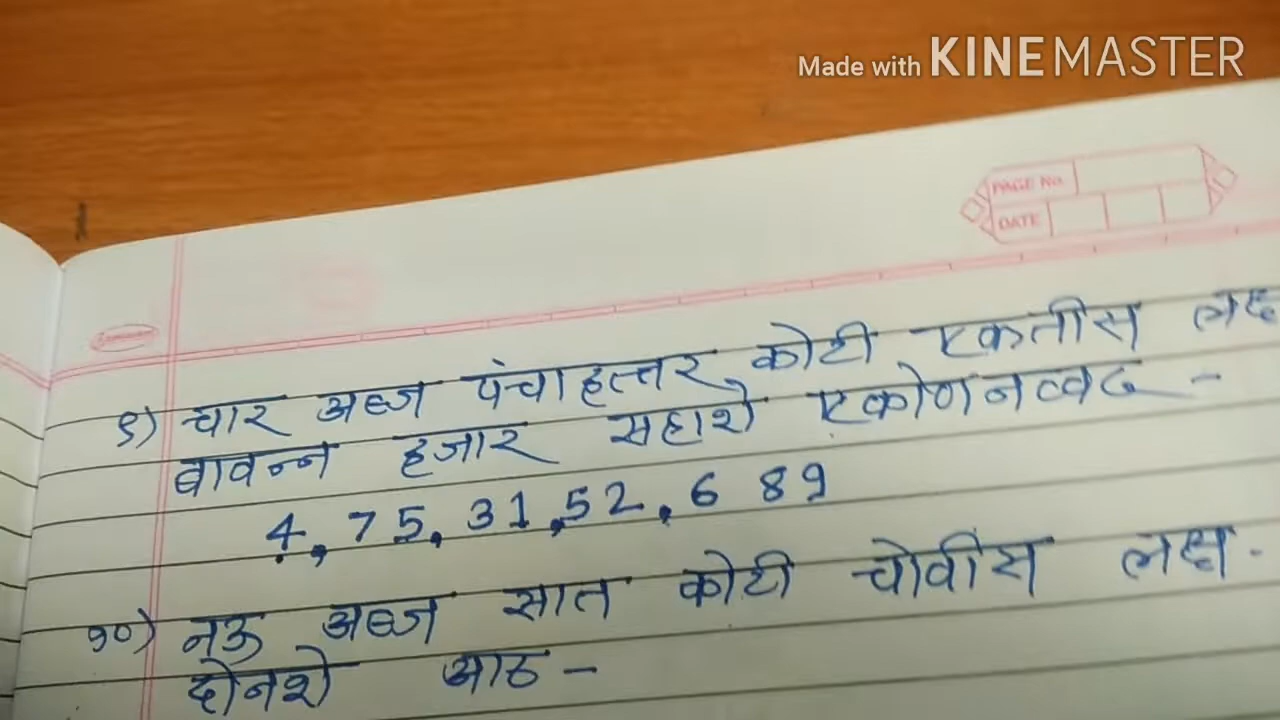 Made with KINEMASTER
PAGE No.
DATE
९) चार अब्ज पंचाहत्तर कोटी एकतीस लक्ष
बावन्न हजार सहाशे एकोणनव्वद -
4,75,31,52,689
१०) नऊ अब्ज सात कोटी चोवीस लक्ष -
दोनशे आठ -